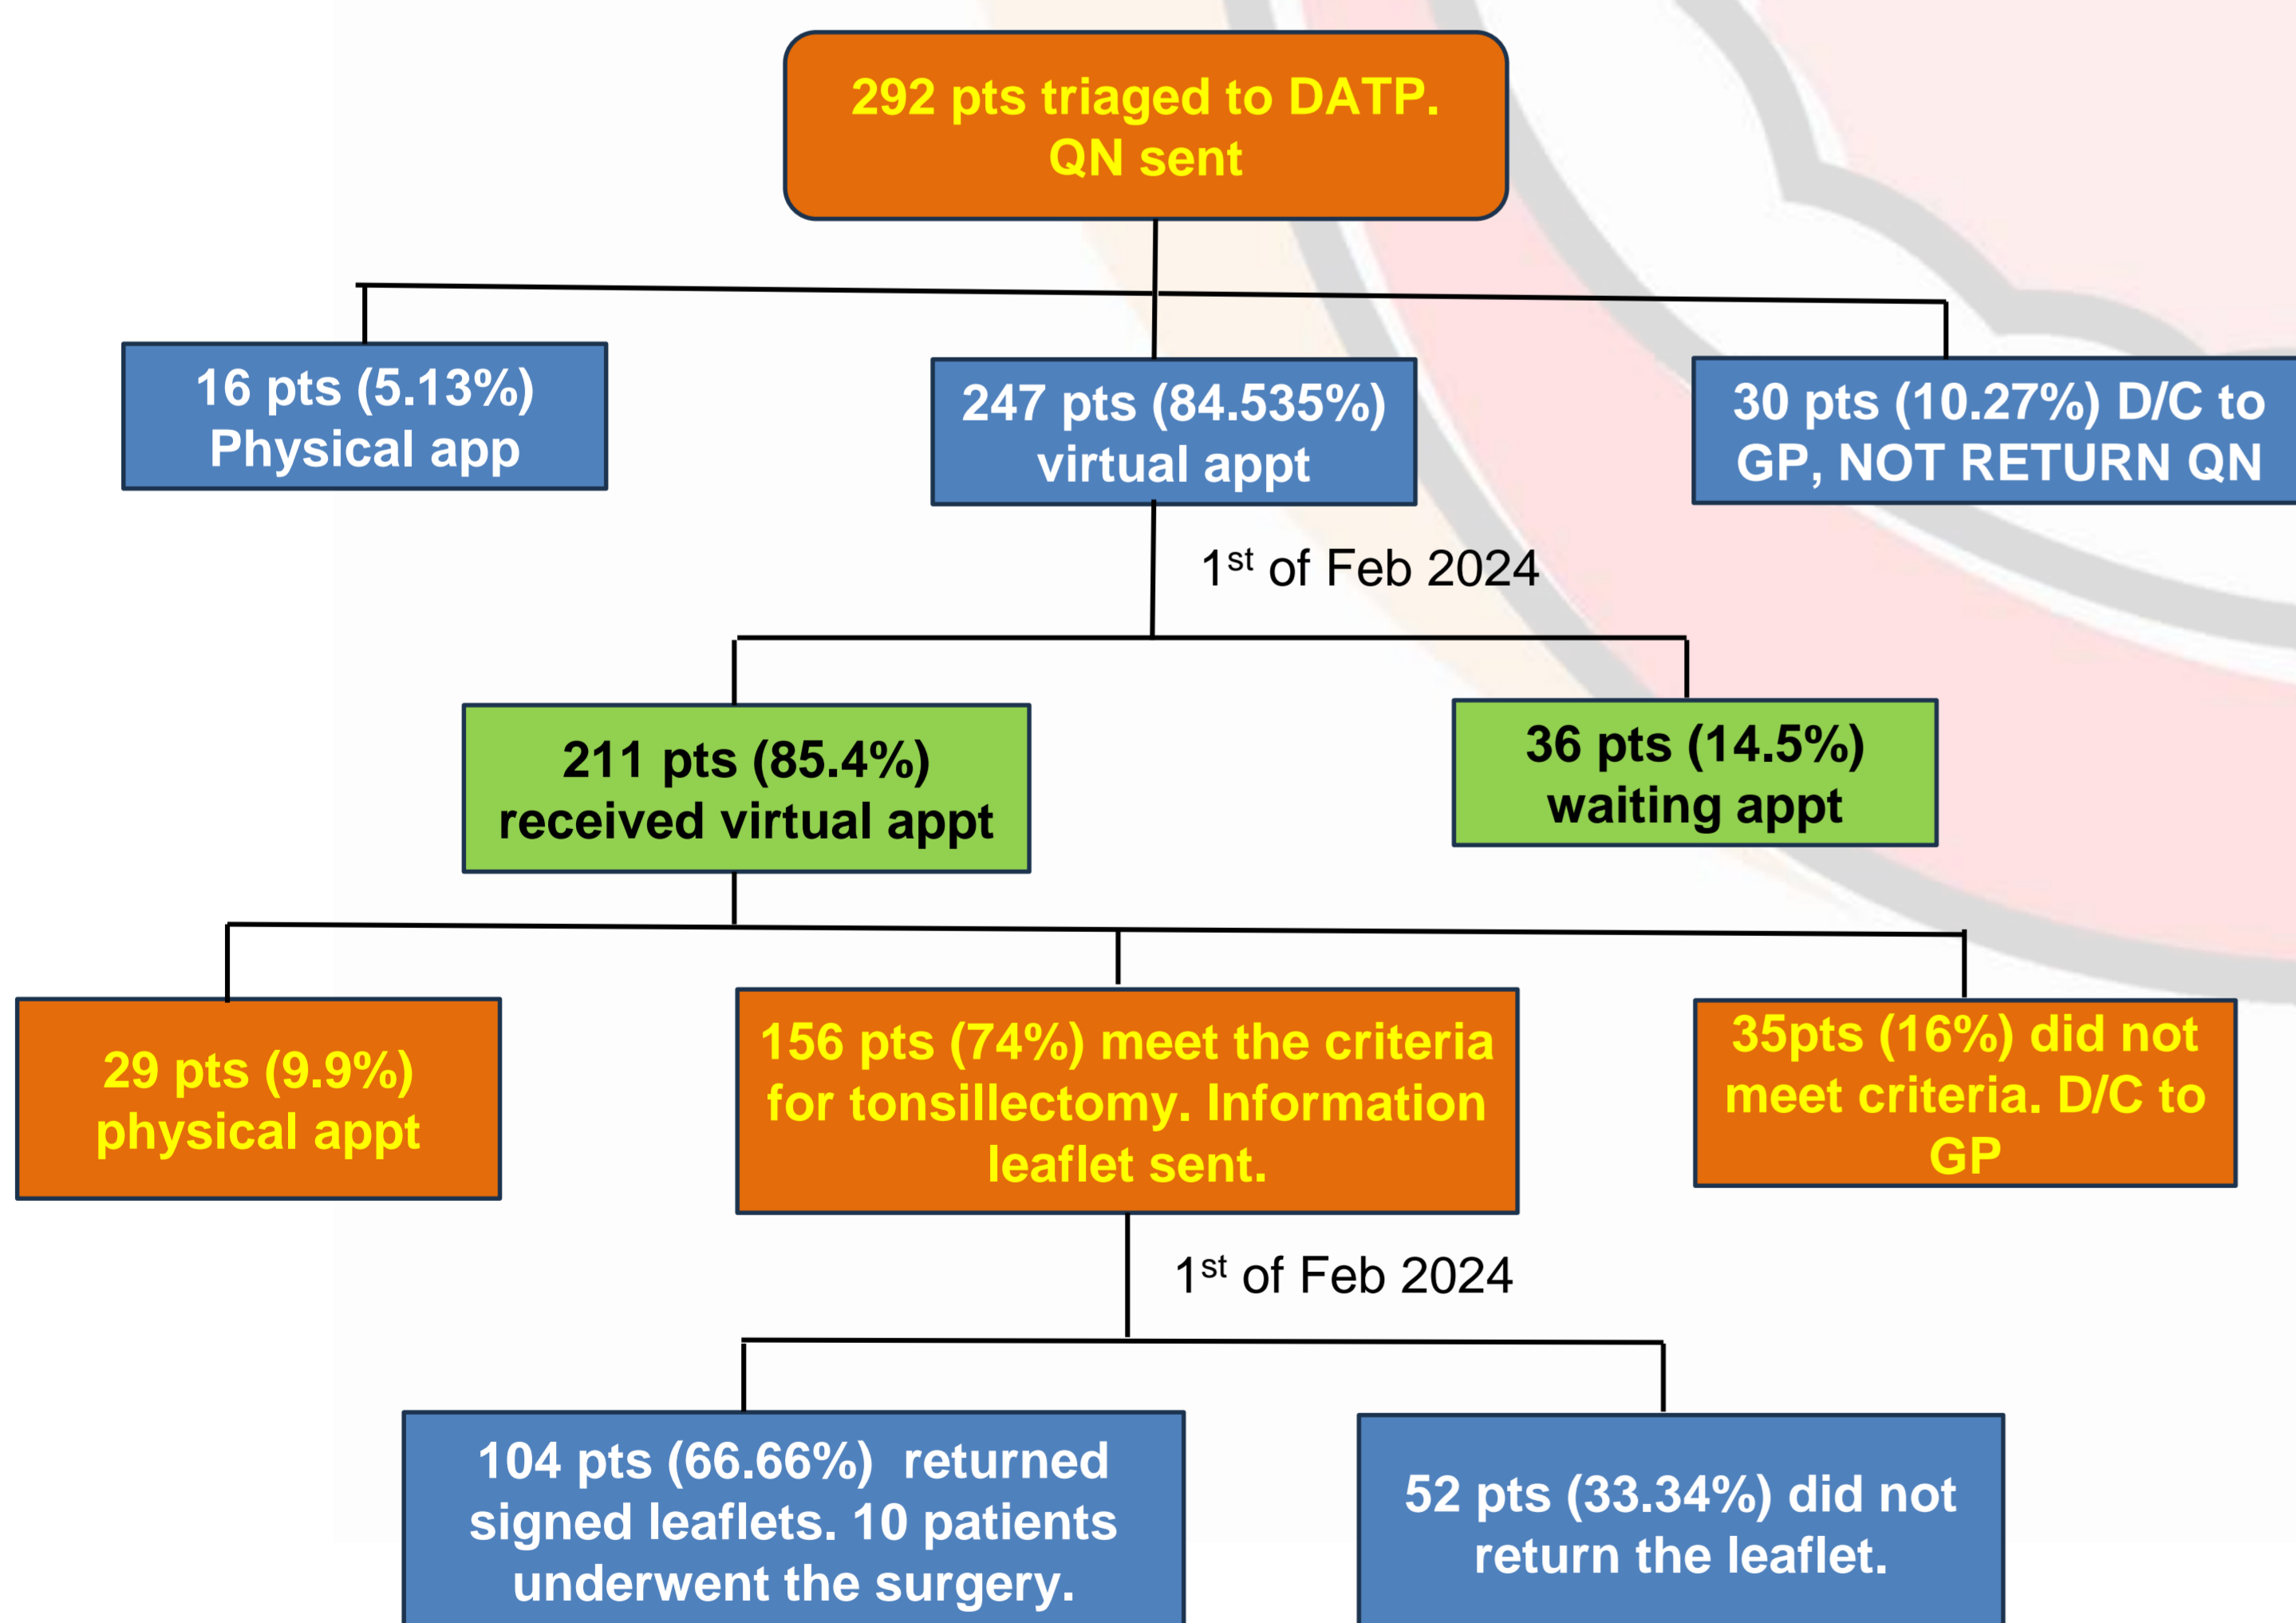 292 pts triaged to DATP.
QN sent
16 pts (5.13%)
Physical app
247 pts (84.535%)
virtual appt
30 pts (10.27%) D/C to
GP, NOT RETURN QN
1st of Feb 2024
211 pts (85.4%)
received virtual appt
36 pts (14.5%)
waiting appt
29 pts (9.9%)
physical appt
156 pts (74%) meet the criteria
for tonsillectomy. Information
leaflet sent.
35pts (16%) did not
meet criteria. D/C to
GP
1st of Feb 2024
104 pts (66.66%)  returned
signed leaflets. 10 patients
underwent the surgery.
52 pts (33.34%) did not
return the leaflet.